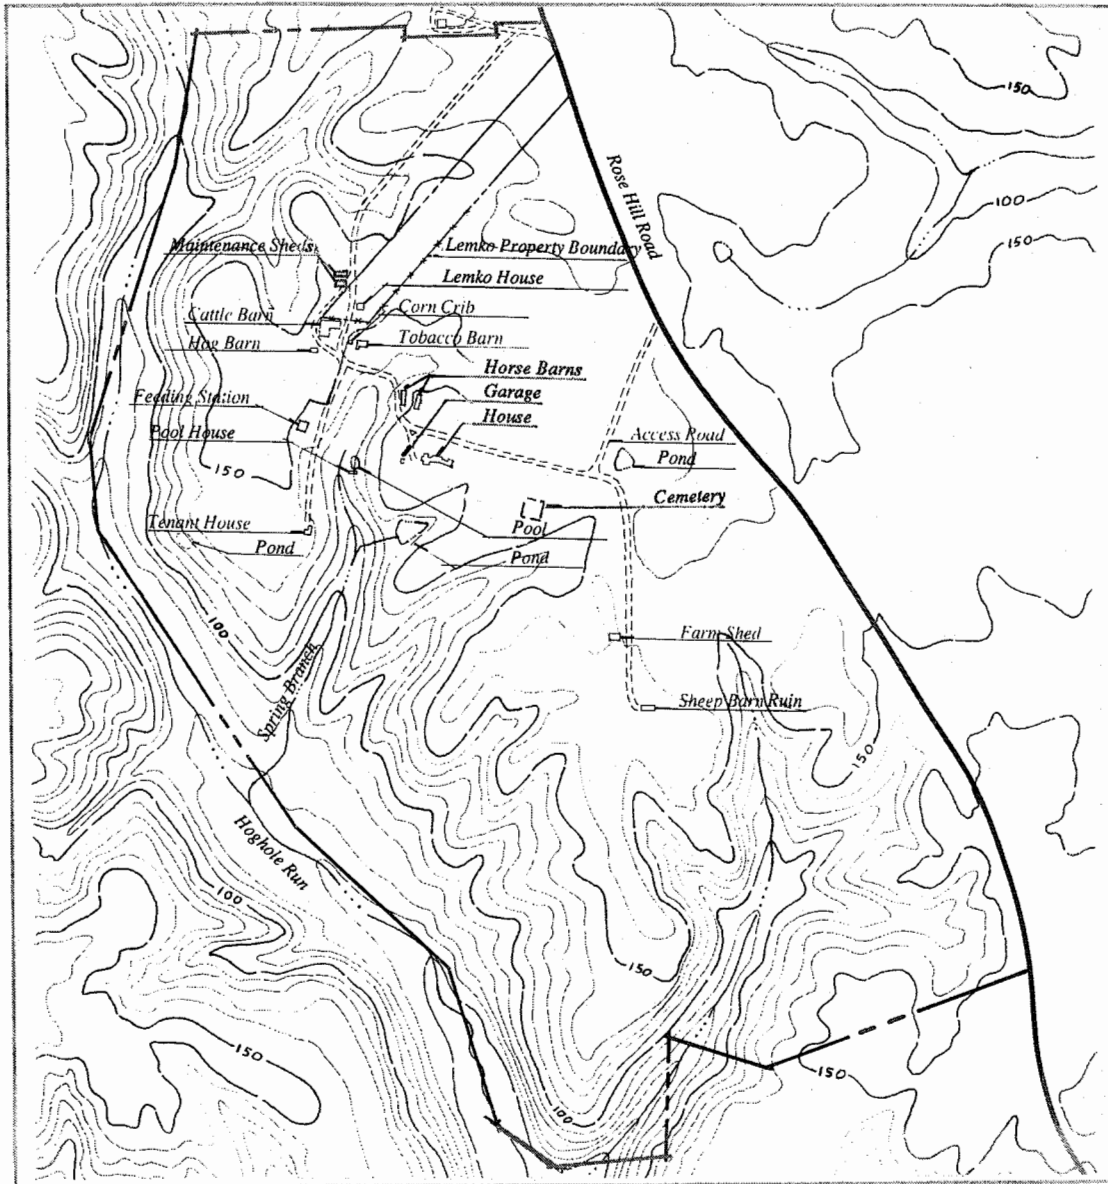 150
100
150
Rose Hill Road
Maintenance Sheds
Lemko Property Boundary
Lemko House
Cattle Barn
Corn Crib
Hog Barn
Tobacco Barn
Horse Barns
Garage
House
Feeding Station
Pool House
Access Road
Pond
150
Cemetery
Tenant House
Pool
Pond
Pond
100
Farm Shed
Spring Branch
Sheep Barn Ruin
150
Hoghole Run
100
150
150
150
100